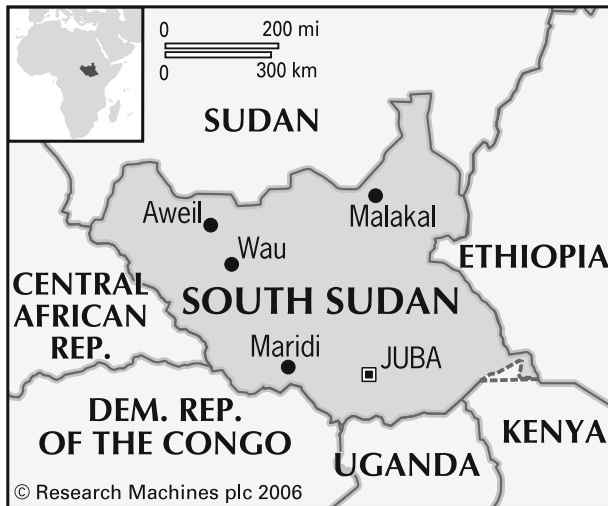 0 200 mi
0 300 km
SUDAN
Aweil
Malakal
Wau
ETHIOPIA
CENTRAL
AFRICAN
REP.
SOUTH SUDAN
Maridi
JUBA
DEM. REP.
OF THE CONGO
KENYA
UGANDA
© Research Machines plc 2006